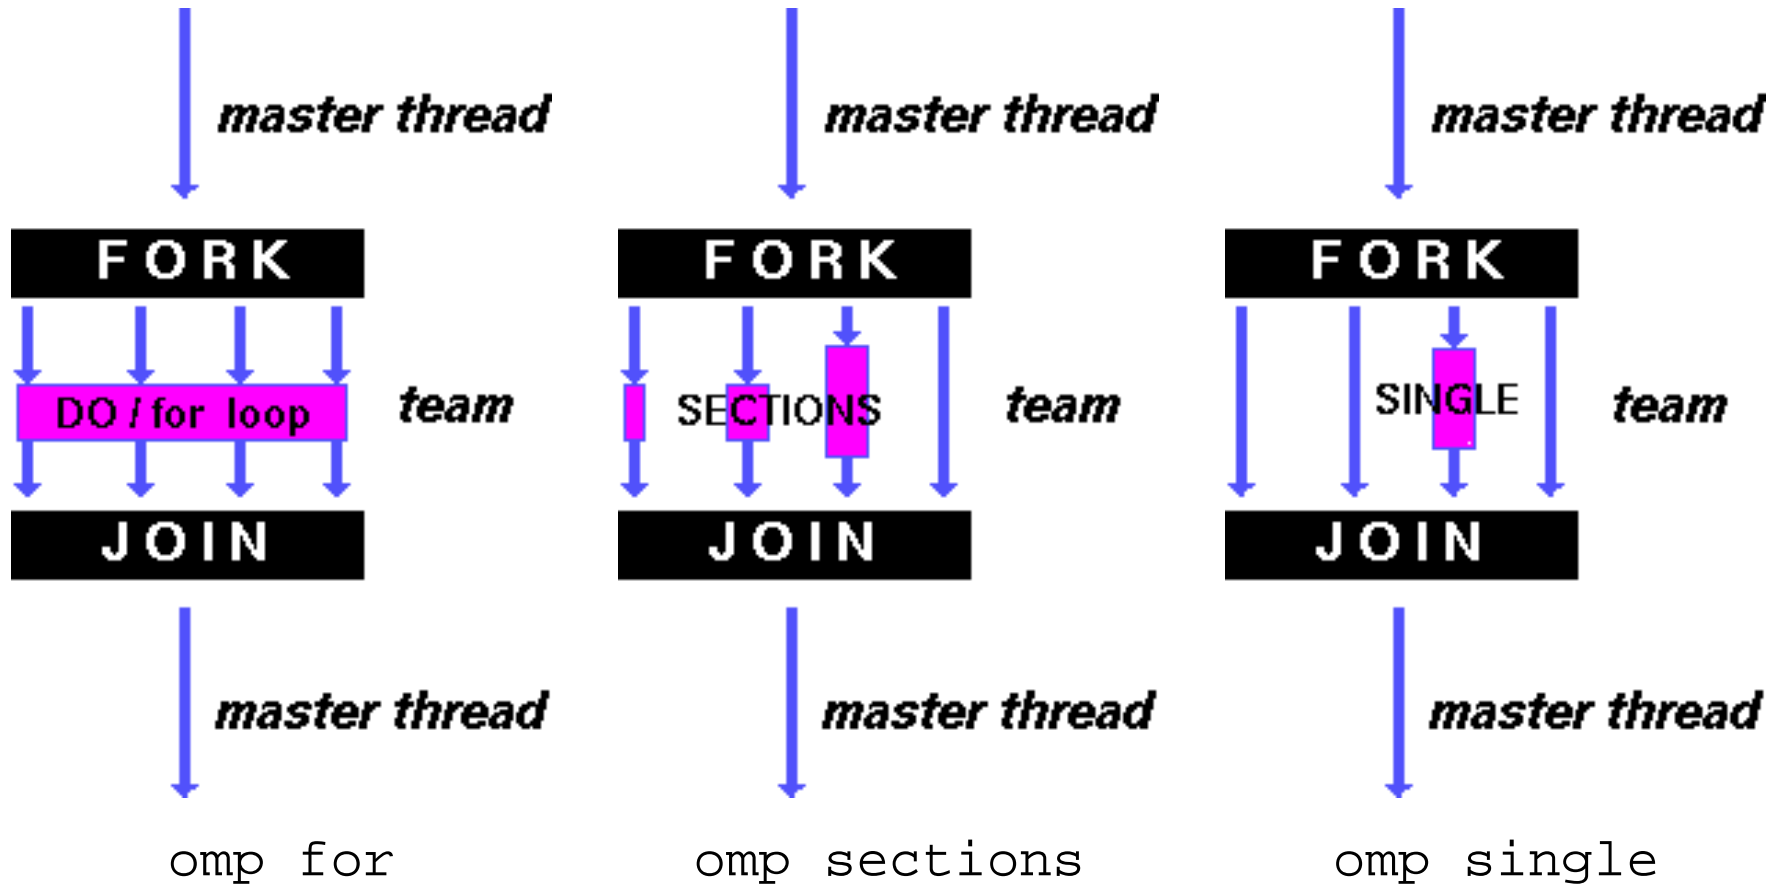 master thread
FORK
DO / for loop
team
JOIN
master thread
omp for
master thread
FORK
SECTIONS
team
JOIN
master thread
omp sections
master thread
FORK
SINGLE
team
JOIN
master thread
omp single